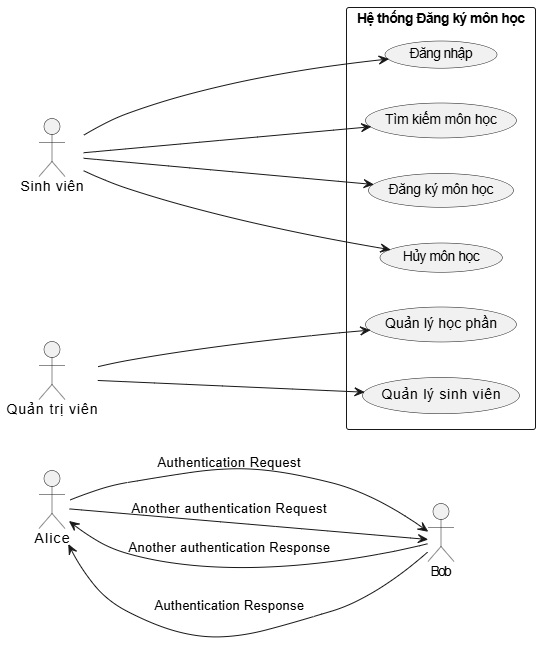 Hệ thống Đăng ký môn học
Đăng nhập
Tìm kiếm môn học
Sinh viên
Đăng ký môn học
Hủy môn học
Quản lý học phần
Quản trị viên
Quản lý sinh viên
Authentication Request
Another authentication Request
Alice
Another authentication Response
Bob
Authentication Response